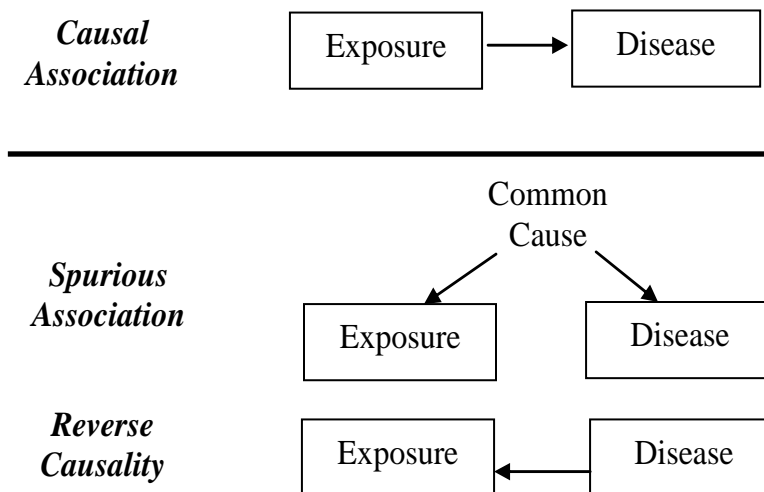 Causal
Association
Exposure
Disease
Common
Cause
Spurious
Association
Exposure
Disease
Reverse
Causality
Exposure
Disease